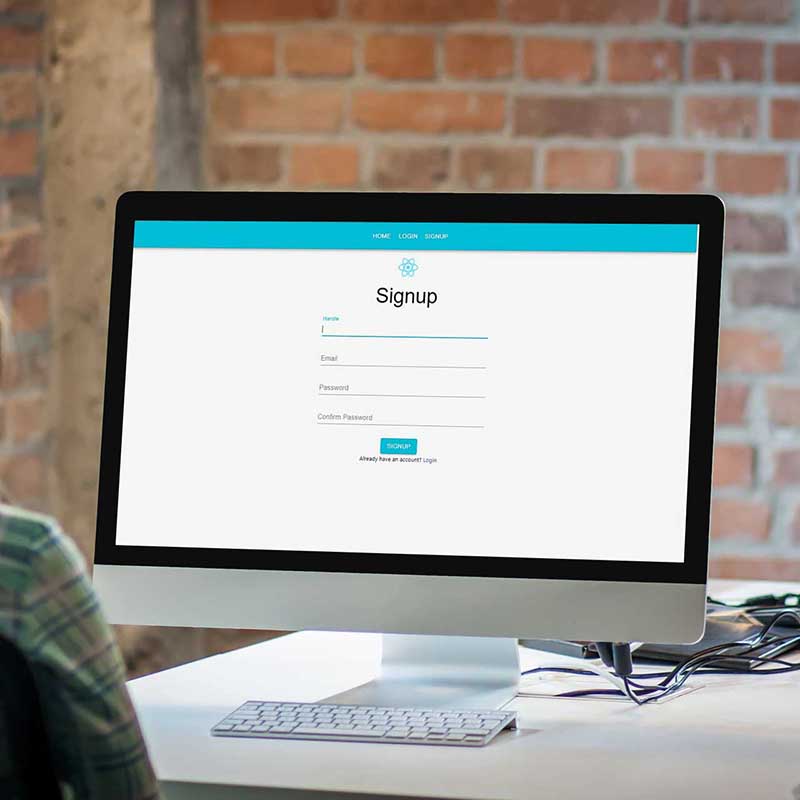 HOME LOGIN SIGNUP
Signup
Handle
Email
Password
Confirm Password
SIGNUP
Already have an account? Login